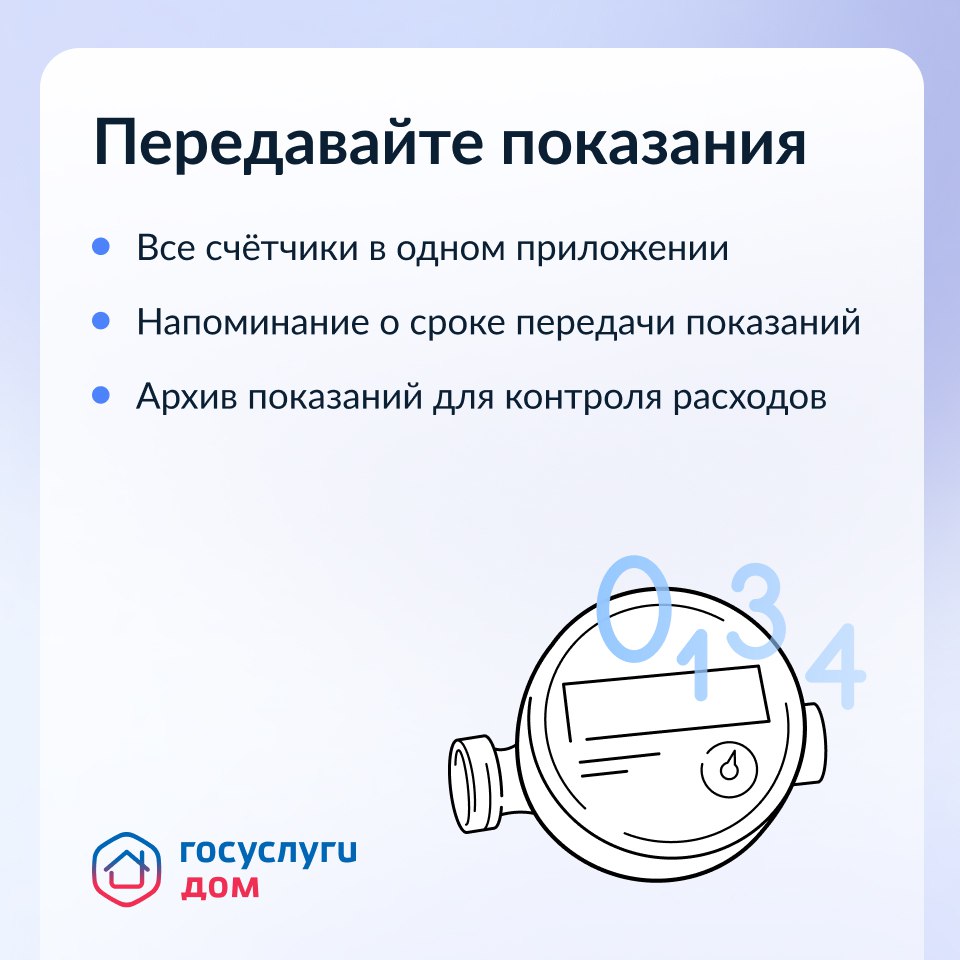 Передавайте показания
Все счётчики в одном приложении
Напоминание о сроке передачи показаний
Архив показаний для контроля расходов
0 1 3 4
госуслуги
дом